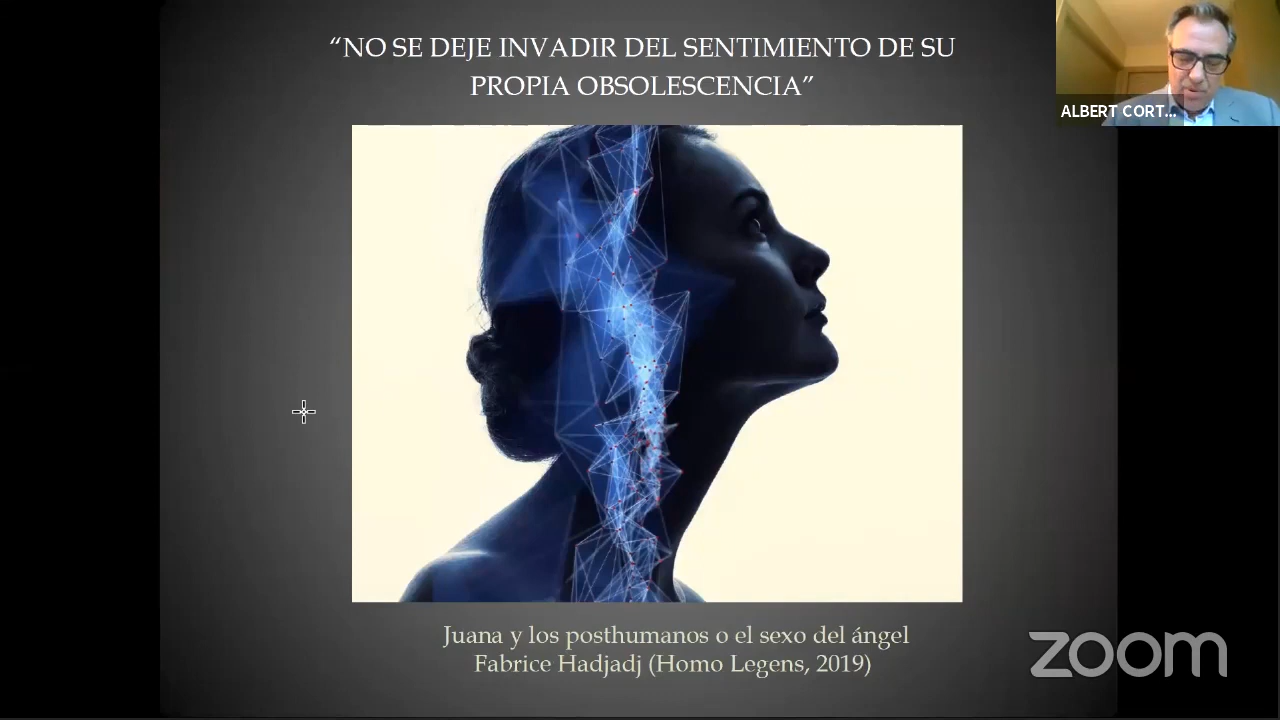 “NO SE DEJE INVADIR DEL SENTIMIENTO DE SU
PROPIA OBSOLESCENCIA”
ALBERT CORT...
Juana y los posthumanos o el sexo del ángel
Fabrice Hadjadj (Homo Legens, 2019)
zoom